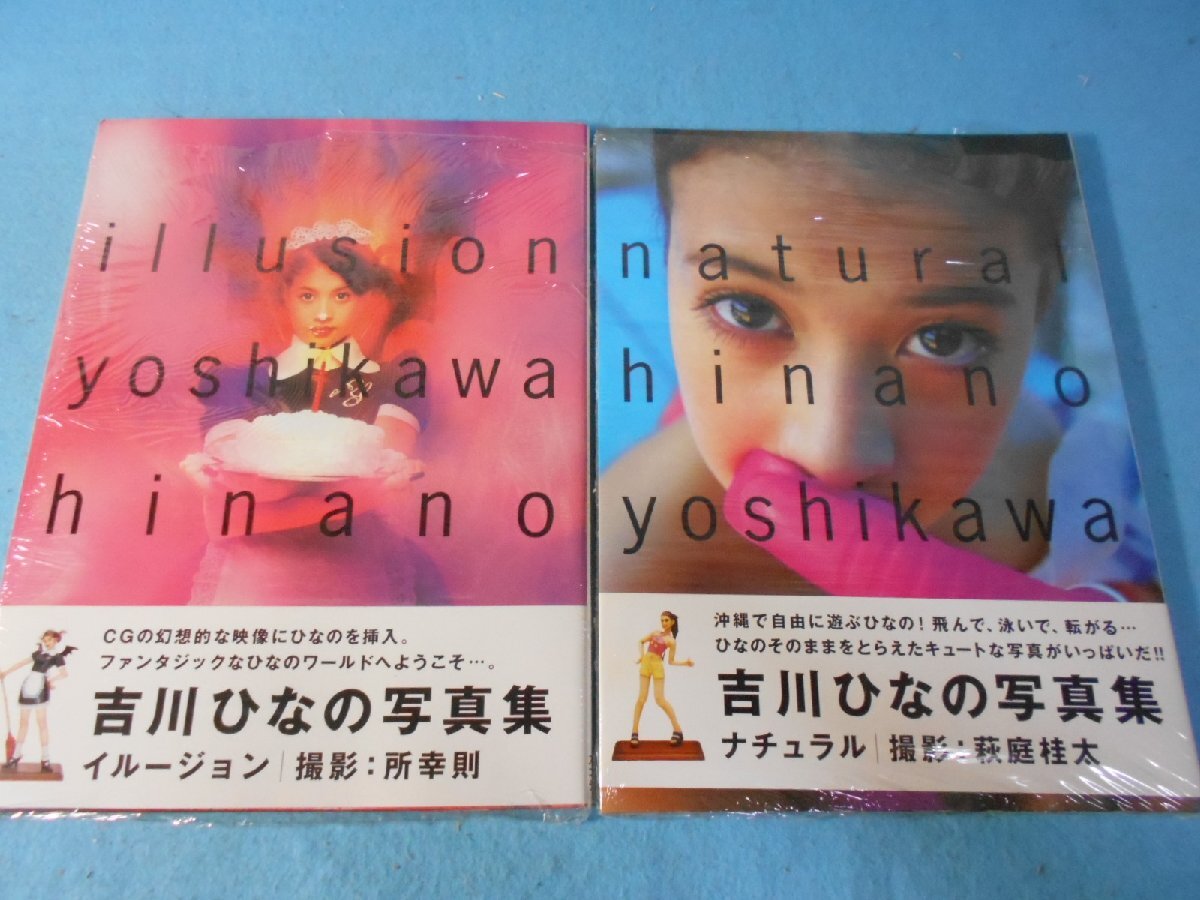 illusion
yoshikawa
hinano
CGの幻想的な映像にひなのを挿入。
ファンタジックなひなのワールドへようこそ…。
吉川ひなの写真集
イルージョン|撮影:所幸則
natural
hinano
yoshikawa
沖縄で自由に遊ぶひなの!飛んで、泳いで、転がる…
ひなのそのままをとらえたキュートな写真がいっぱいだ!!
吉川ひなの写真集
ナチュラル|撮影:萩庭桂太